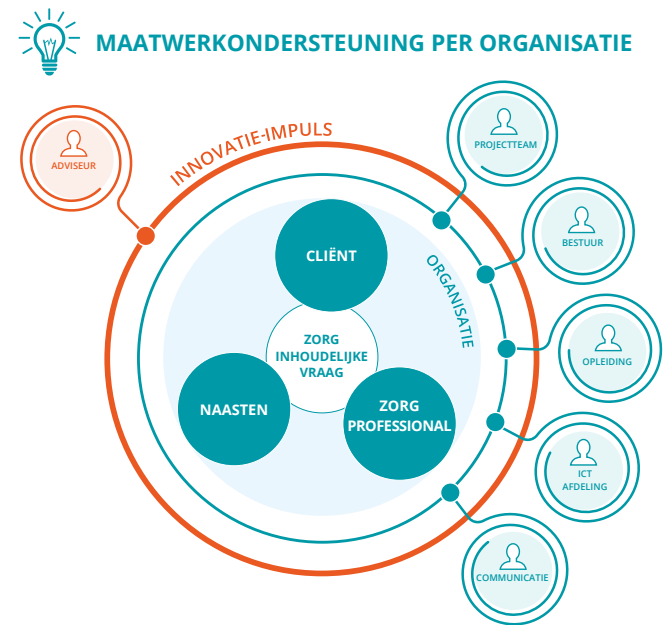 MAATWERKONDERSTEUNING PER ORGANISATIE
INNOVATIE-IMPULS
ADVISEUR
PROJECTTEAM
BESTUUR
ORGANISATIE
CLIËNT
ZORG
INHOUDELIJKE
VRAAG
NAASTEN
ZORG
PROFESSIONAL
OPLEIDING
ICT
AFDELING
COMMUNICATIE